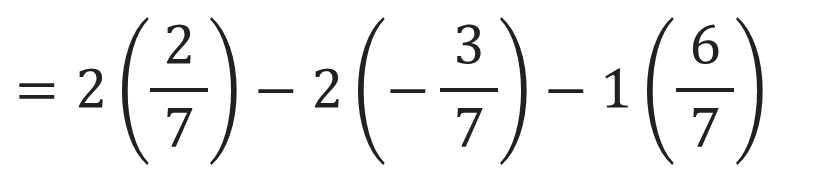 = 2 (2/7) − 2 (− 3/7) − 1 (6/7)